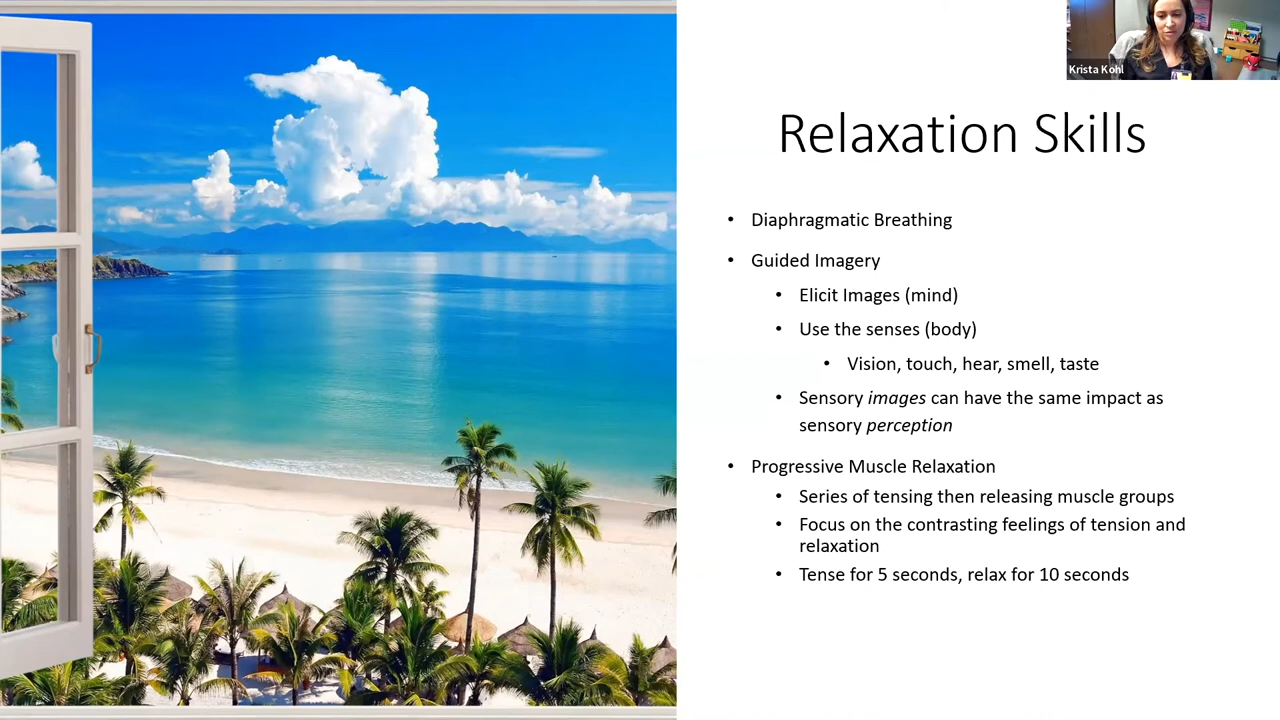 Krista Kohl
Relaxation Skills
• Diaphragmatic Breathing
• Guided Imagery
• Elicit Images (mind)
• Use the senses (body)
• Vision, touch, hear, smell, taste
• Sensory images can have the same impact as
sensory perception
• Progressive Muscle Relaxation
• Series of tensing then releasing muscle groups
• Focus on the contrasting feelings of tension and
relaxation
• Tense for 5 seconds, relax for 10 seconds